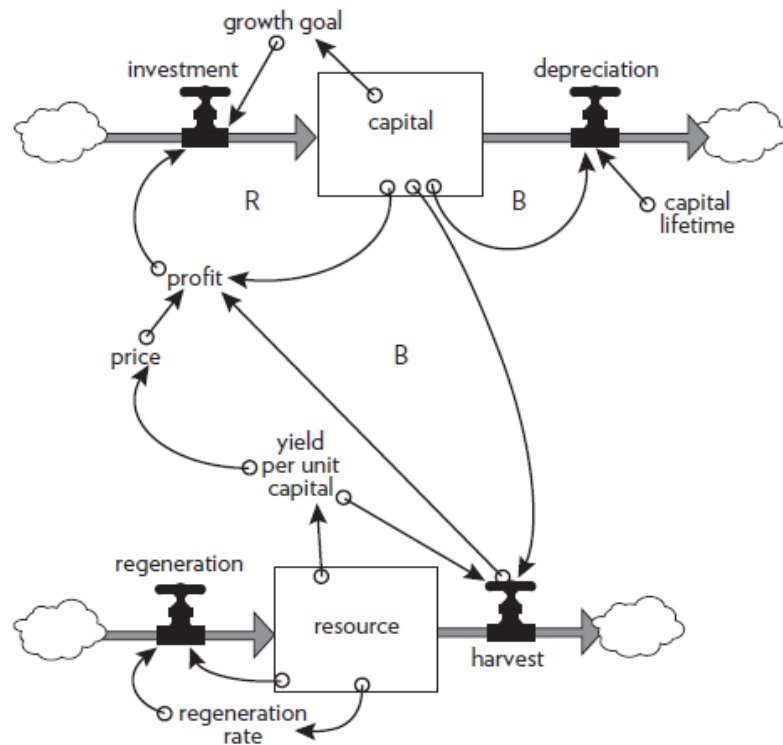 growth goal
investment
depreciation
capital
R
B
capital
lifetime
profit
price
B
yield
per unit
capital
regeneration
resource
harvest
regeneration
rate